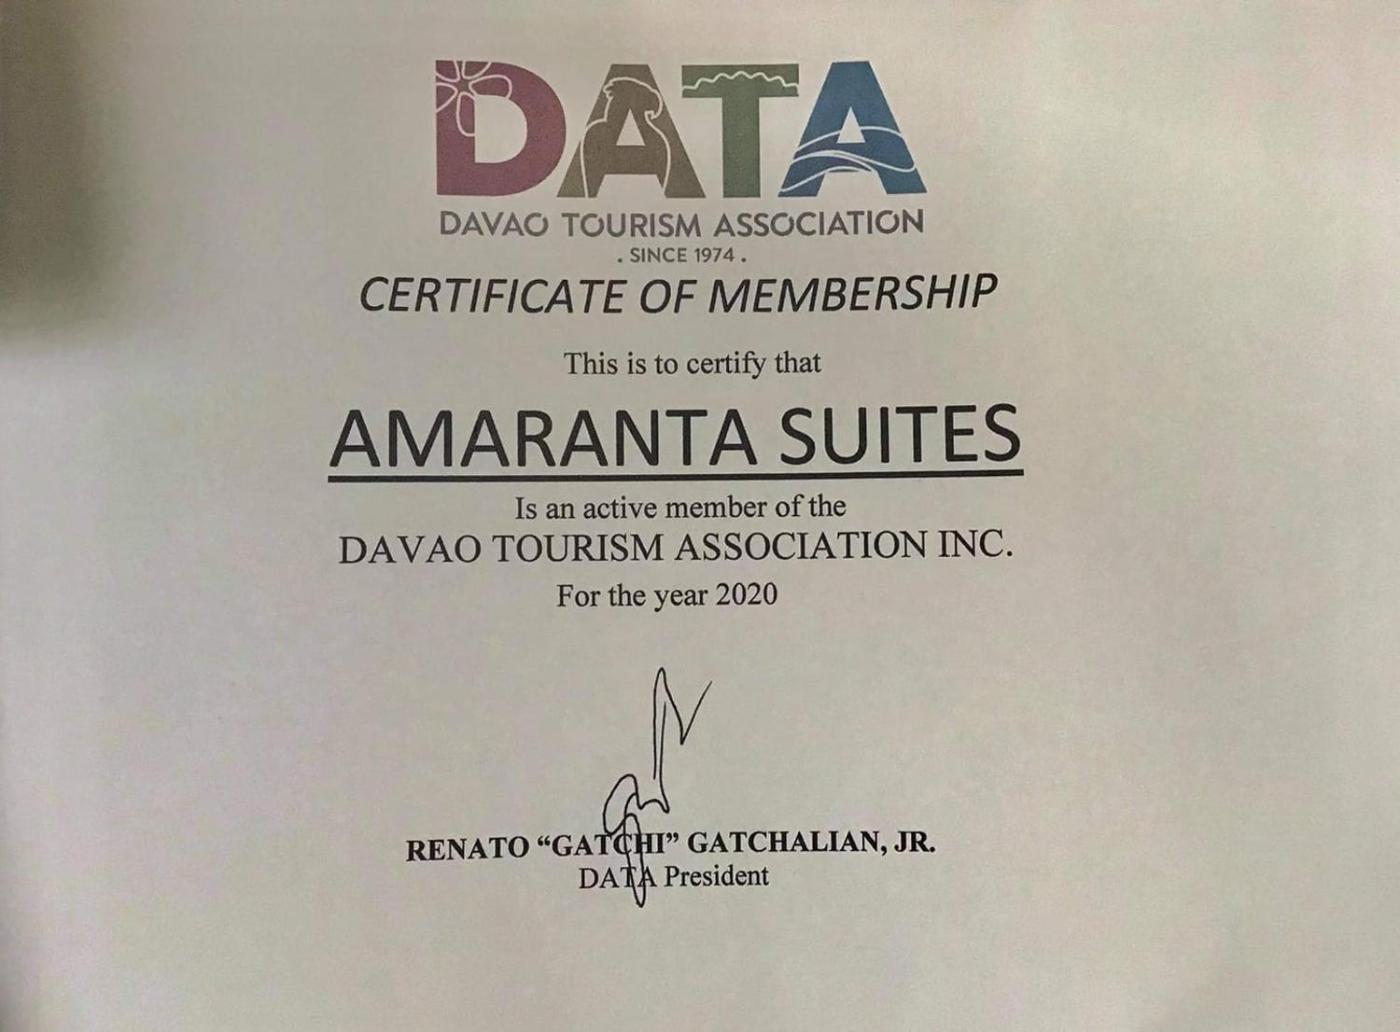 DATA
DAVAO TOURISM ASSOCIATION
. SINCE 1974 .
CERTIFICATE OF MEMBERSHIP
This is to certify that
AMARANTA SUITES
Is an active member of the
DAVAO TOURISM ASSOCIATION INC.
For the year 2020
RENATO “GATCHI” GATCHALIAN, JR.
DATA President